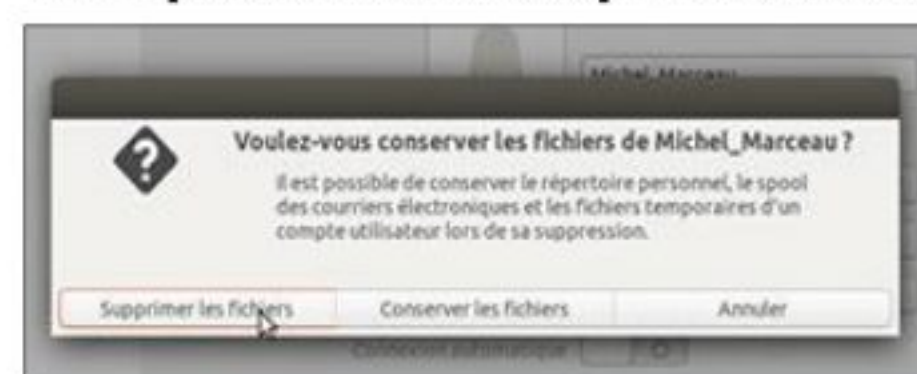 Michel_Marceau
Voulez-vous conserver les fichiers de Michel_Marceau ?
Il est possible de conserver le répertoire personnel, le spool
des courriers électroniques et les fichiers temporaires d'un
compte utilisateur lors de sa suppression.
Supprimer les fichiers
Conserver les fichiers
Annuler
Connexion automatique